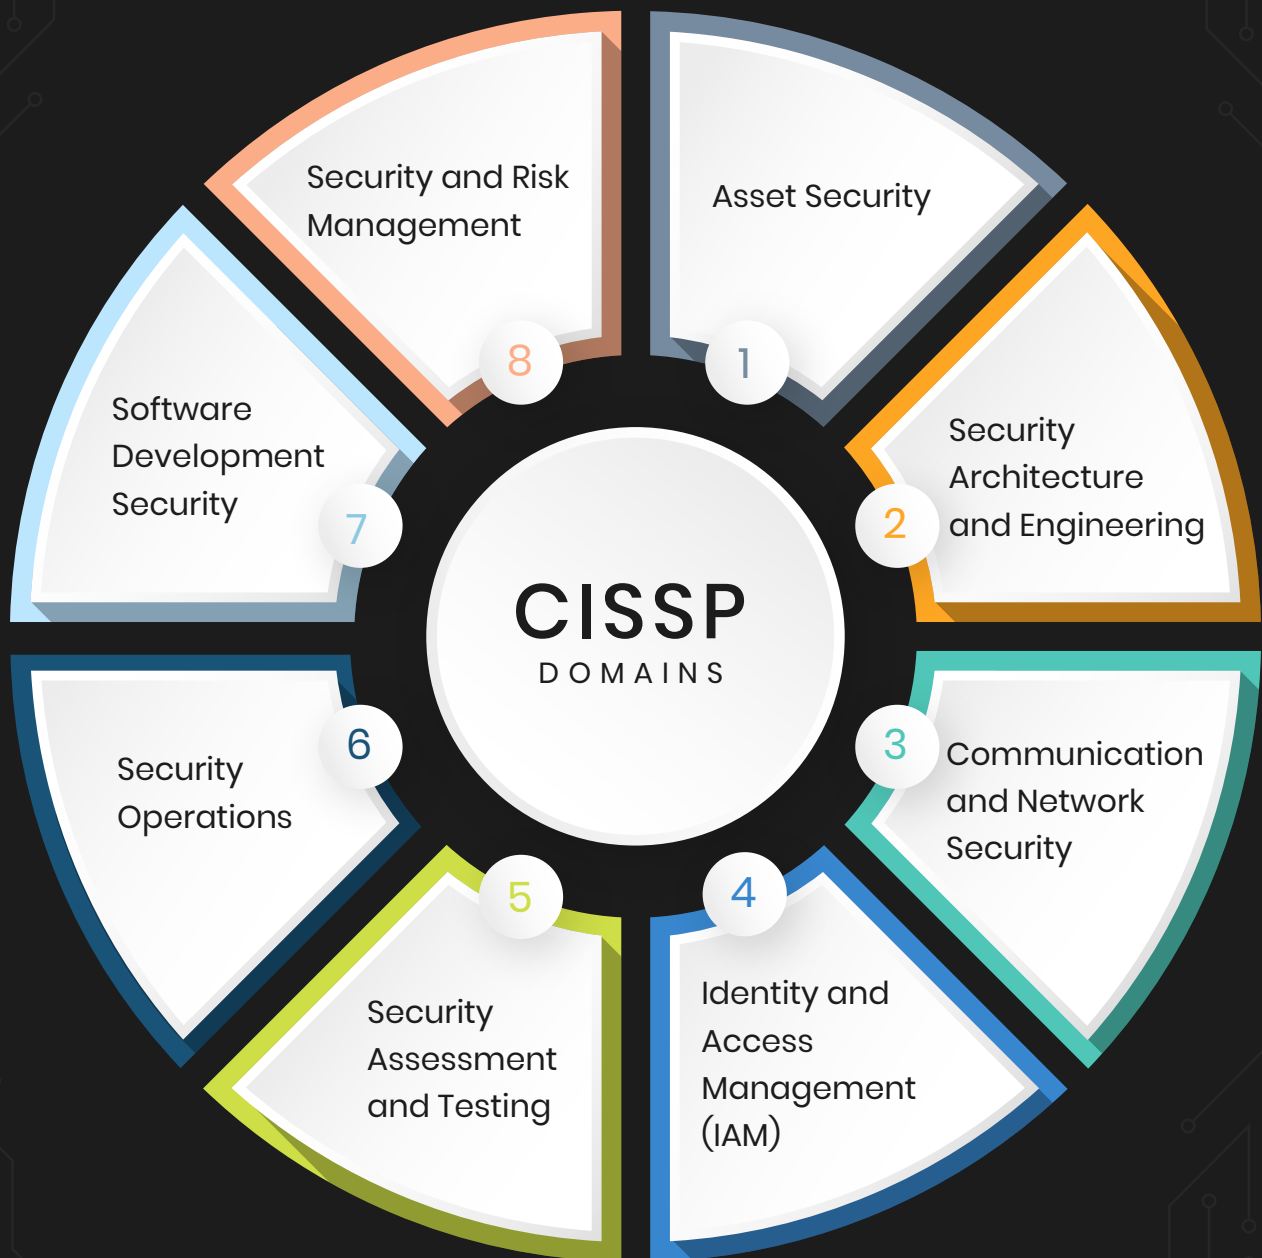 CISSP
DOMAINS
1
Asset Security
2
Security
Architecture
and Engineering
3
Communication
and Network
Security
4
Identity and
Access
Management
(IAM)
5
Security
Assessment
and Testing
6
Security
Operations
7
Software
Development
Security
8
Security and Risk
Management